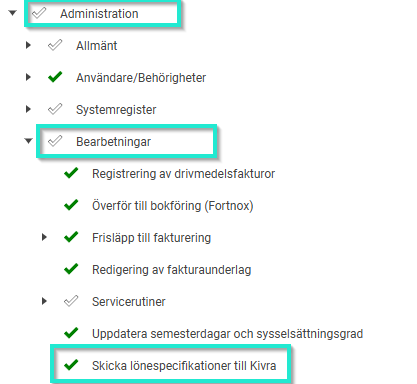 Administration
Allmänt
Användare/Behörigheter
Systemregister
Bearbetningar
Registrering av drivmedelsfakturor
Överför till bokföring (Fortnox)
Frisläpp till fakturering
Redigering av fakturaunderlag
Servicerutiner
Uppdatera semesterdagar och sysselsättningsgrad
Skicka lönespecifikationer till Kivra